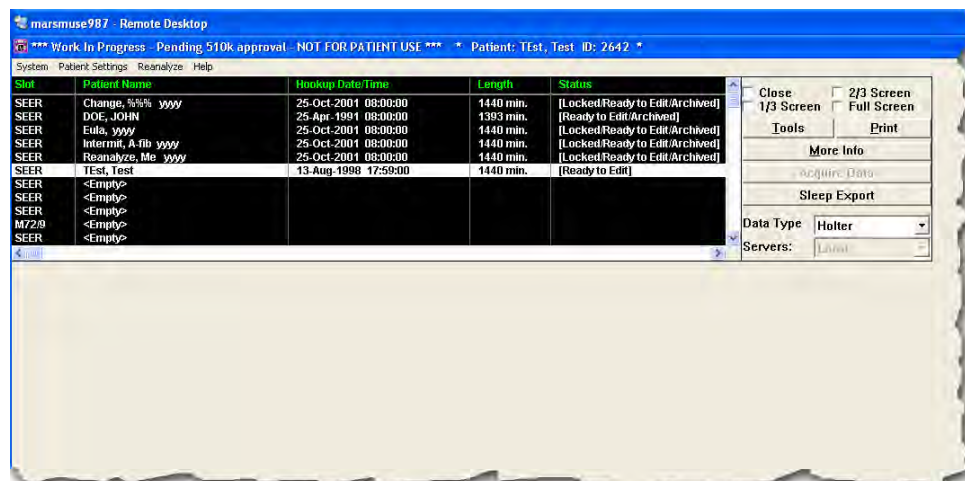 marsmuse987 - Remote Desktop
*** Work In Progress - Pending 510k approval - NOT FOR PATIENT USE *** * Patient: TEst, Test ID: 2642 *
System Patient Settings Reanalyze Help
Slot Patient Name Hookup Date/Time Length Status
SEER Change, %%% yyyy 25-Oct-2001 08:00:00 1440 min. [Locked/Ready to Edit/Archived]
SEER DOE, JOHN 25-Apr-1991 08:00:00 1393 min. [Ready to Edit/Archived]
SEER Eula, yyyy 25-Oct-2001 08:00:00 1440 min. [Locked/Ready to Edit/Archived]
SEER Intermit, A-fib yyyy 25-Oct-2001 08:00:00 1440 min. [Locked/Ready to Edit/Archived]
SEER Reanalyze, Me yyyy 25-Oct-2001 08:00:00 1440 min. [Locked/Ready to Edit/Archived]
SEER TEst, Test 13-Aug-1998 17:59:00 1440 min. [Ready to Edit]
SEER <Empty>
SEER <Empty>
SEER <Empty>
M72/9 <Empty>
SEER <Empty>
Close 2/3 Screen
1/3 Screen Full Screen
Tools Print
More Info
Acquire Data
Sleep Export
Data Type Holter
Servers: Local